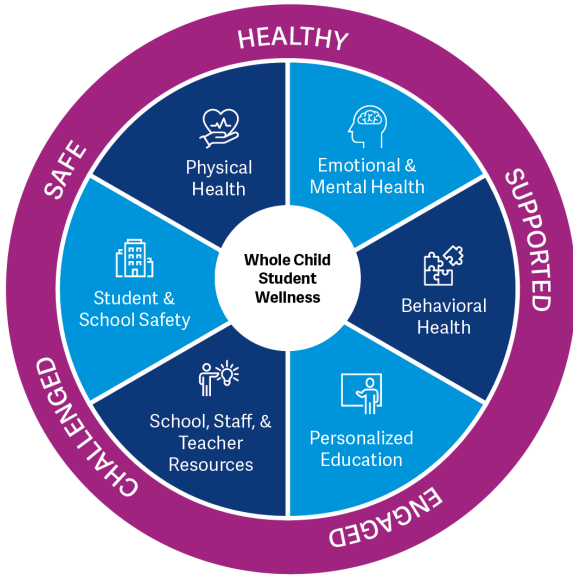 HEALTHY
SUPPORTED
ENGAGED
CHALLENGED
SAFE
Physical
Health
Emotional &
Mental Health
Behavioral
Health
Personalized
Education
School, Staff, &
Teacher
Resources
Student &
School Safety
Whole Child
Student
Wellness